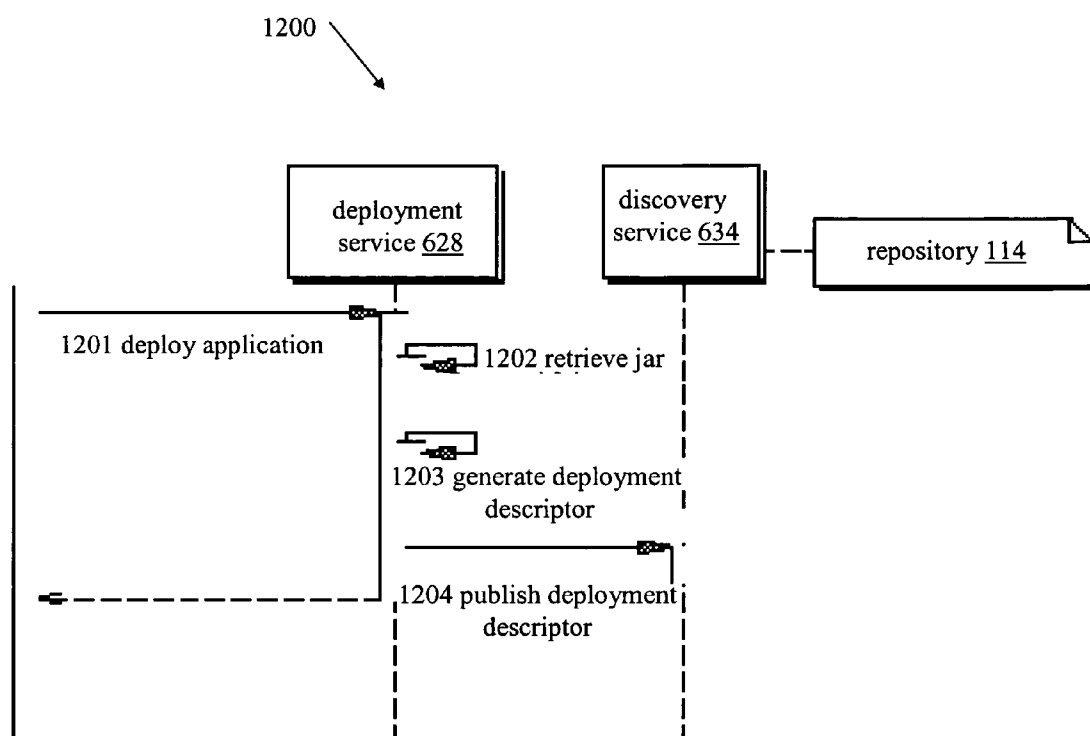 1200
deployment
service 628
discovery
service 634
repository 114
1201 deploy application
1202 retrieve jar
1203 generate deployment
descriptor
1204 publish deployment
descriptor